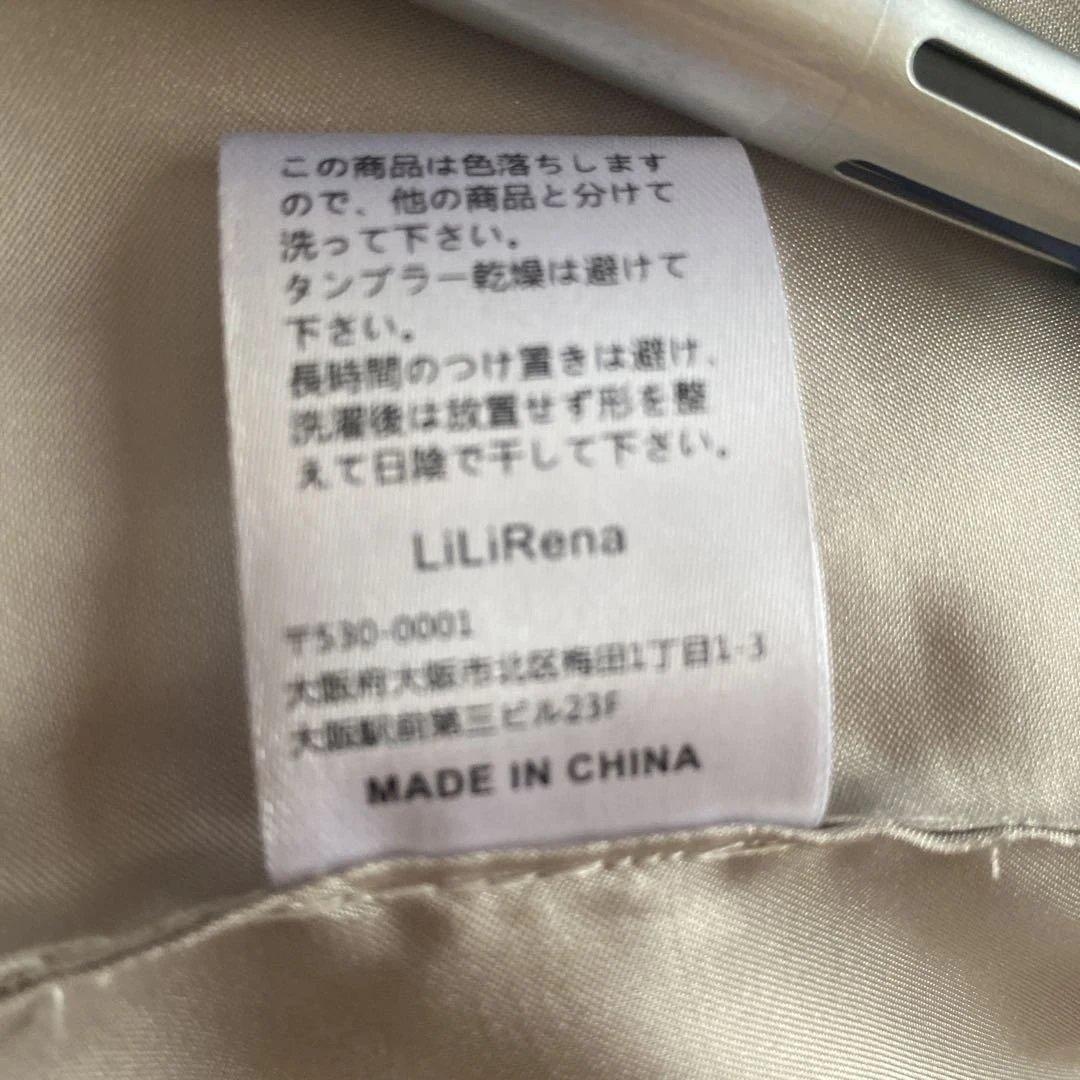 この商品は色落ちします
ので、他の商品と分けて
洗って下さい。
タンブラー乾燥は避けて
下さい。
長時間のつけ置きは避け、
洗濯後は放置せず形を整
えて日陰で干して下さい。
LiLiRena
〒530-0001
大阪府大阪市北区梅田1丁目1-3
大阪駅前第三ビル23F
MADE IN CHINA